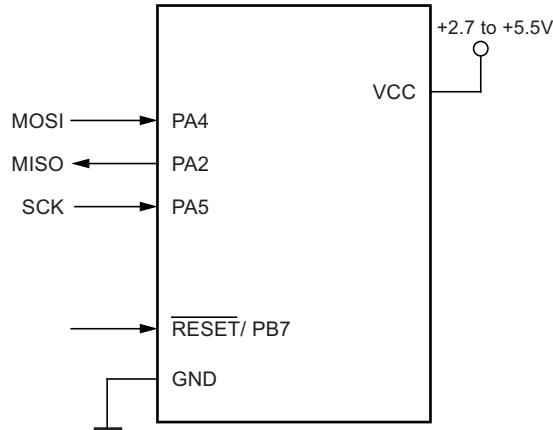 +2.7 to +5.5V
VCC
MOSI PA4
MISO PA2
SCK PA5
RESET/ PB7
GND